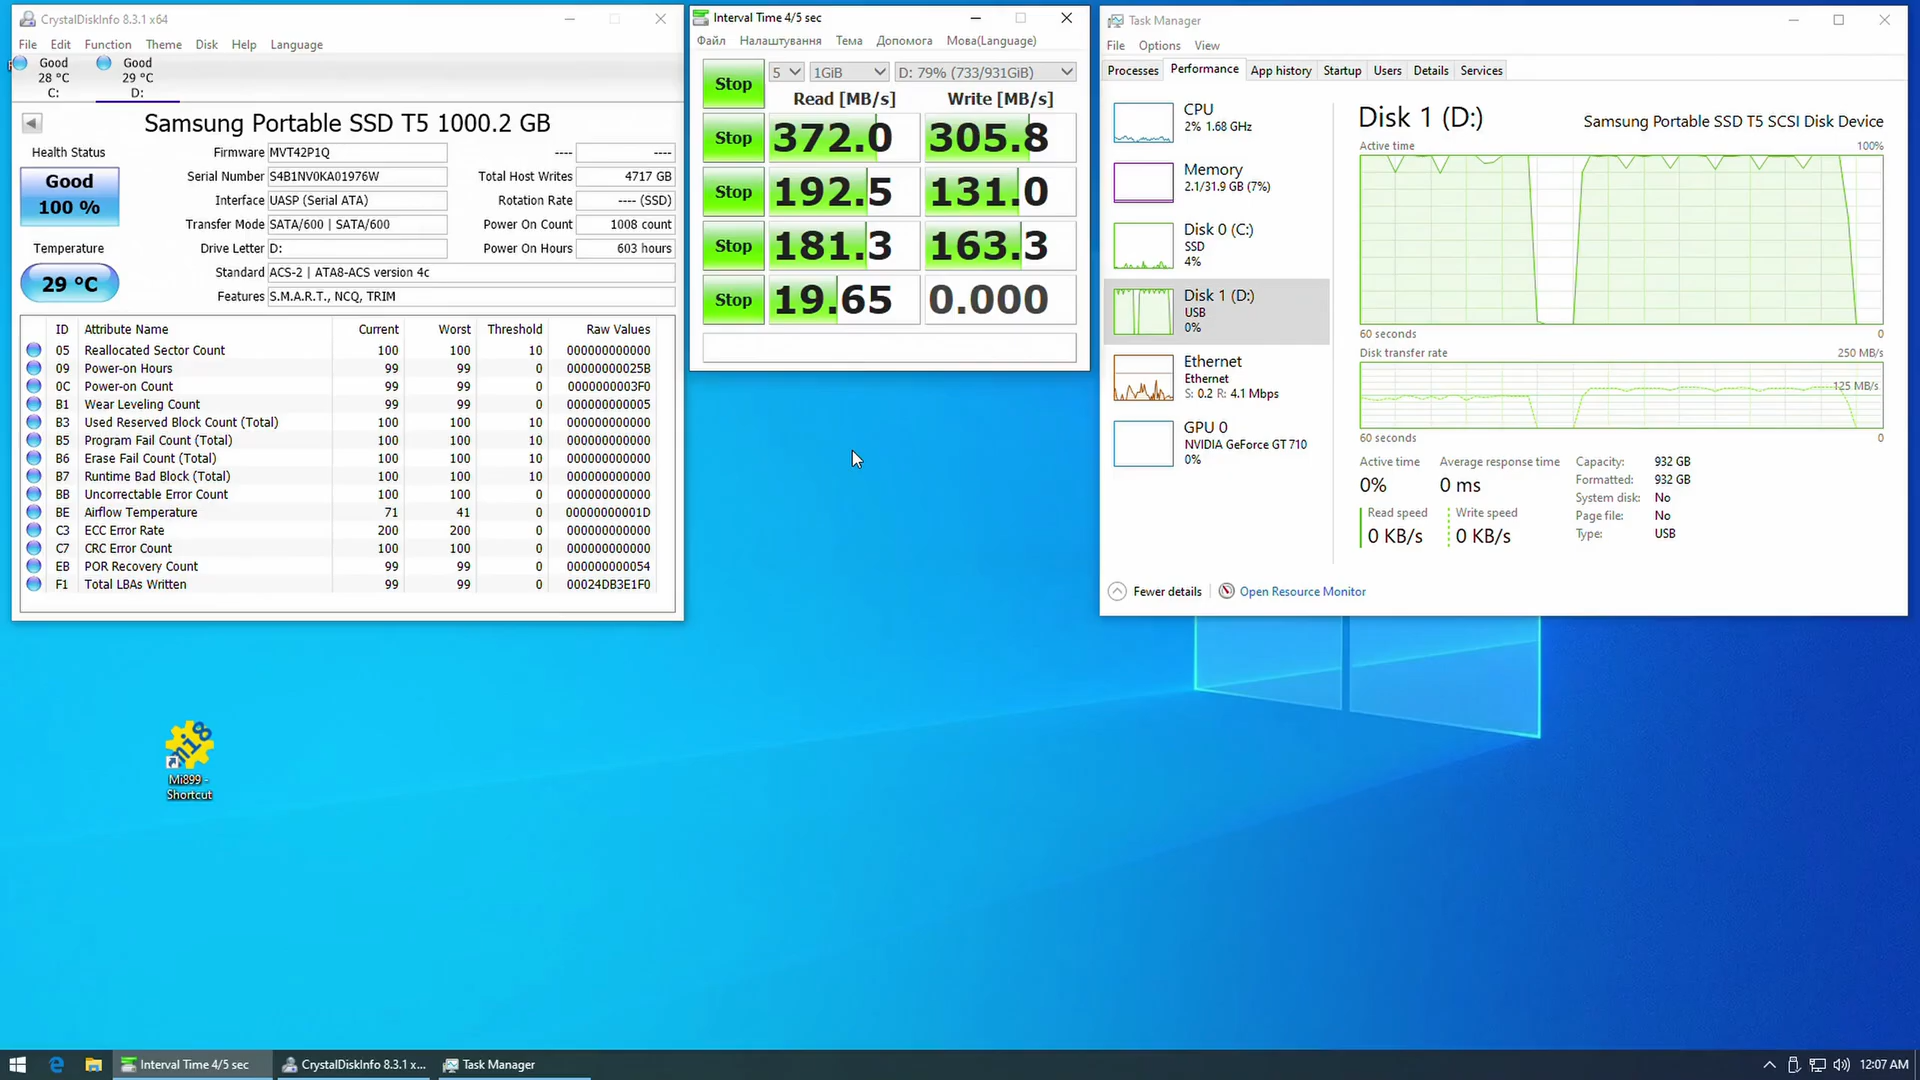 CrystalDiskInfo 8.3.1 x64
File Edit Function Theme Disk Help Language
Good
28 °C
C:
Good
29 °C
D:
Samsung Portable SSD T5 1000.2 GB
Health Status
Good
100 %
Temperature
29 °C
Firmware MVT42P1Q ---- ----
Serial Number S4B1NV0KA01976W Total Host Writes 4717 GB
Interface UASP (Serial ATA) Rotation Rate ---- (SSD)
Transfer Mode SATA/600 | SATA/600 Power On Count 1008 count
Drive Letter D: Power On Hours 603 hours
Standard ACS-2 | ATA8-ACS version 4c
Features S.M.A.R.T., NCQ, TRIM
ID Attribute Name Current Worst Threshold Raw Values
05 Reallocated Sector Count 100 100 10 000000000000
09 Power-on Hours 99 99 0 00000000025B
0C Power-on Count 99 99 0 0000000003F0
B1 Wear Leveling Count 99 99 0 000000000005
B3 Used Reserved Block Count (Total) 100 100 10 000000000000
B5 Program Fail Count (Total) 100 100 10 000000000000
B6 Erase Fail Count (Total) 100 100 10 000000000000
B7 Runtime Bad Block (Total) 100 100 10 000000000000
BB Uncorrectable Error Count 100 100 0 000000000000
BE Airflow Temperature 71 41 0 00000000001D
C3 ECC Error Rate 200 200 0 000000000000
C7 CRC Error Count 100 100 0 000000000000
EB POR Recovery Count 99 99 0 000000000054
F1 Total LBAs Written 99 99 0 00024DB3E1F0
Interval Time 4/5 sec
Файл Налаштування Тема Допомога Мова(Language)
Stop 5 1GiB D: 79% (733/931GiB)
Read [MB/s] Write [MB/s]
Stop 372.0 305.8
Stop 192.5 131.0
Stop 181.3 163.3
Stop 19.65 0.000
Task Manager
File Options View
Processes Performance App history Startup Users Details Services
CPU
2% 1.68 GHz
Memory
2.1/31.9 GB (7%)
Disk 0 (C:)
SSD
4%
Disk 1 (D:)
USB
0%
Ethernet
Ethernet
S: 0.2 R: 4.1 Mbps
GPU 0
NVIDIA GeForce GT 710
0%
Disk 1 (D:) Samsung Portable SSD T5 SCSI Disk Device
Active time 100%
60 seconds 0
Disk transfer rate 250 MB/s
125 MB/s
60 seconds 0
Active time
0%
Average response time
0 ms
Read speed
0 KB/s
Write speed
0 KB/s
Capacity: 932 GB
Formatted: 932 GB
System disk: No
Page file: No
Type: USB
Fewer details Open Resource Monitor
mi8
Mi899 -
Shortcut
Interval Time 4/5 sec CrystalDiskInfo 8.3.1 x... Task Manager 12:07 AM